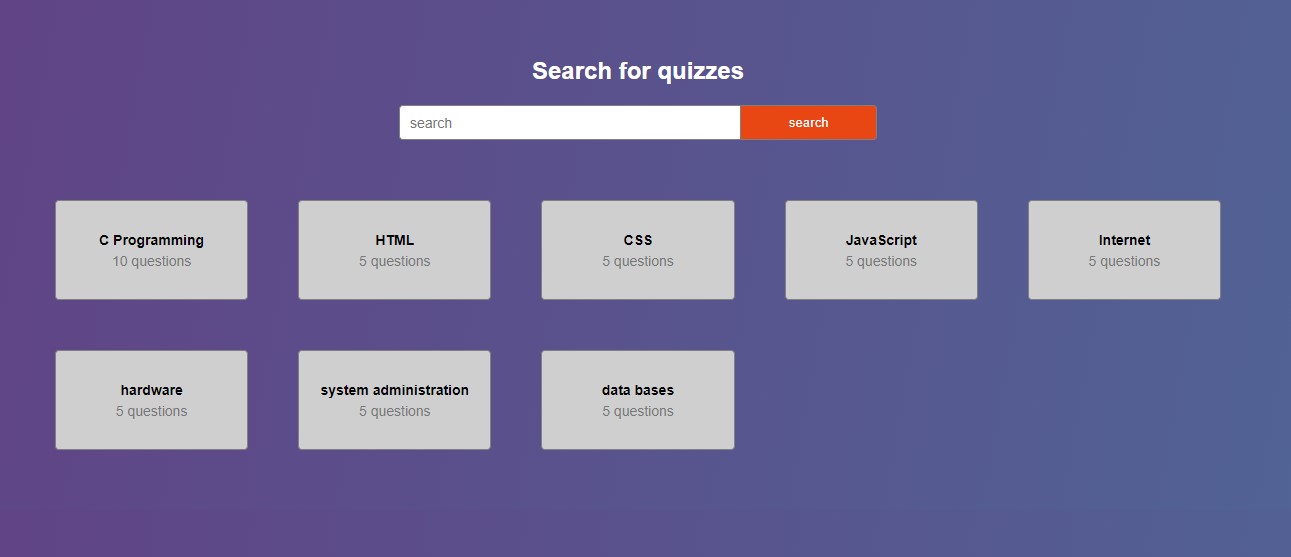 Search for quizzes
search
search
C Programming
10 questions
HTML
5 questions
CSS
5 questions
JavaScript
5 questions
Internet
5 questions
hardware
5 questions
system administration
5 questions
data bases
5 questions